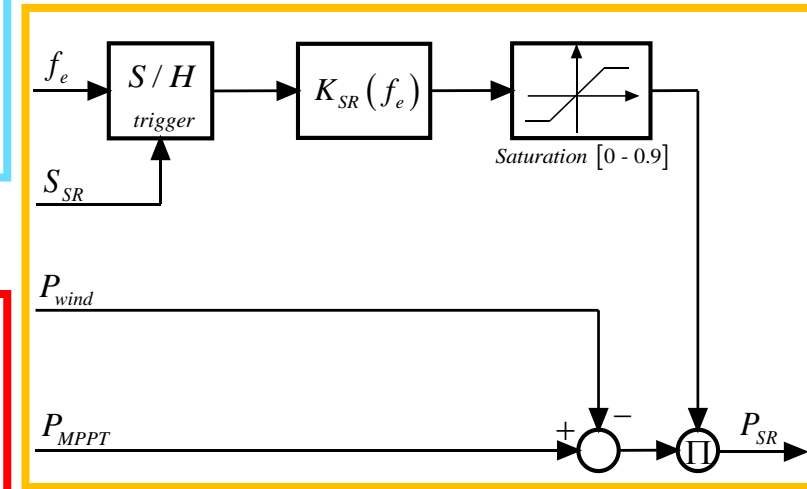 f_e
S / H
trigger
K_SR ( f_e )
Saturation [0 - 0.9]
S_SR
P_wind
P_MPPT
+
−
Π
P_SR